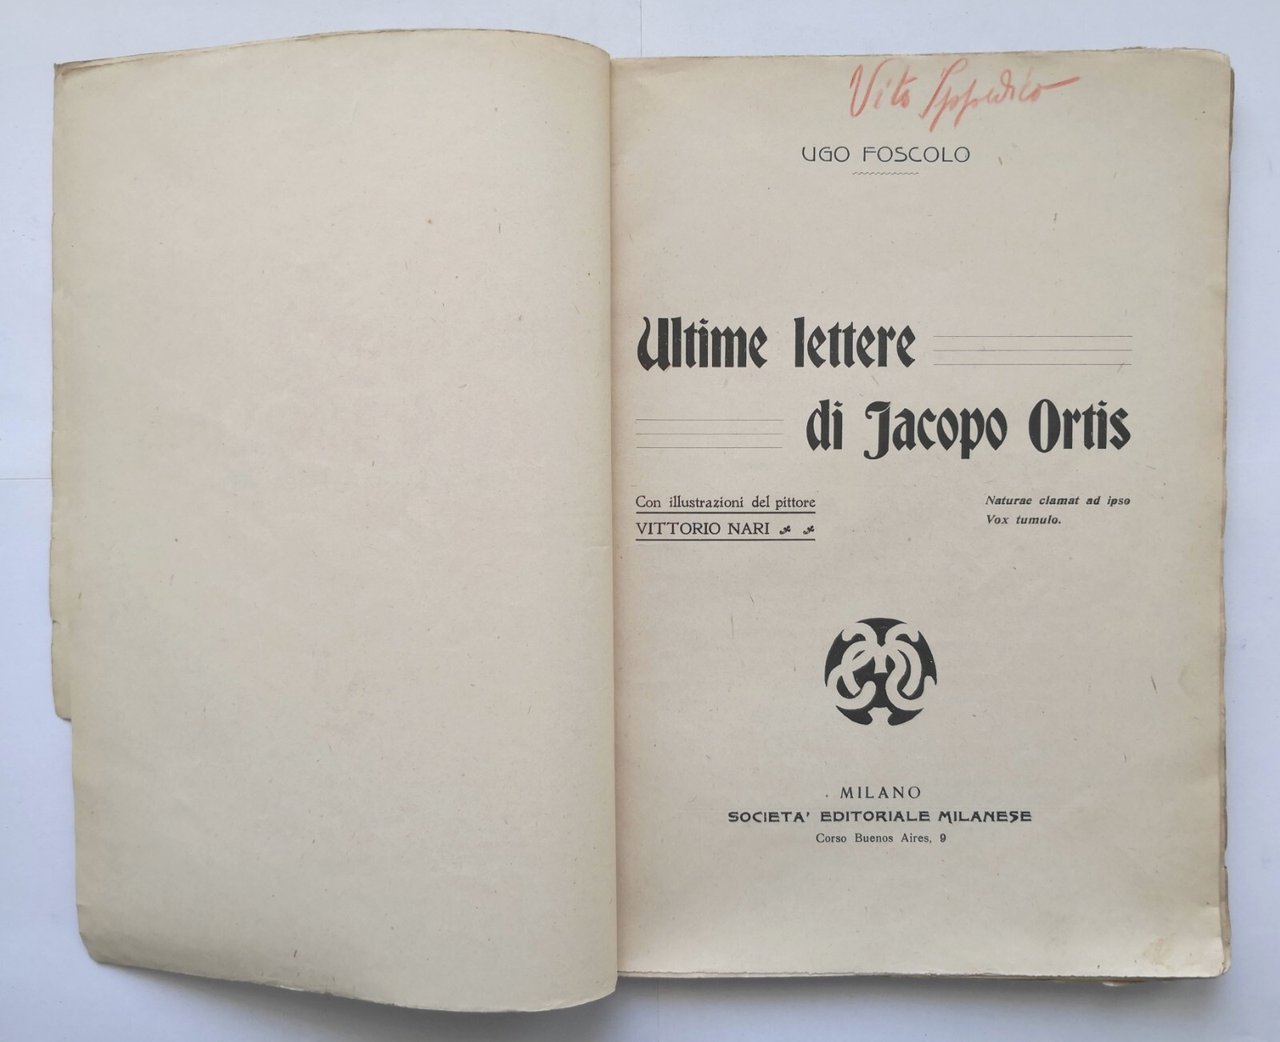 Vito Ippolito
UGO FOSCOLO
Ultime lettere
di Jacopo Ortis
Con illustrazioni del pittore
VITTORIO NARI
Naturae clamat ad ipso
Vox tumulo.
MILANO
SOCIETA' EDITORIALE MILANESE
Corso Buenos Aires, 9